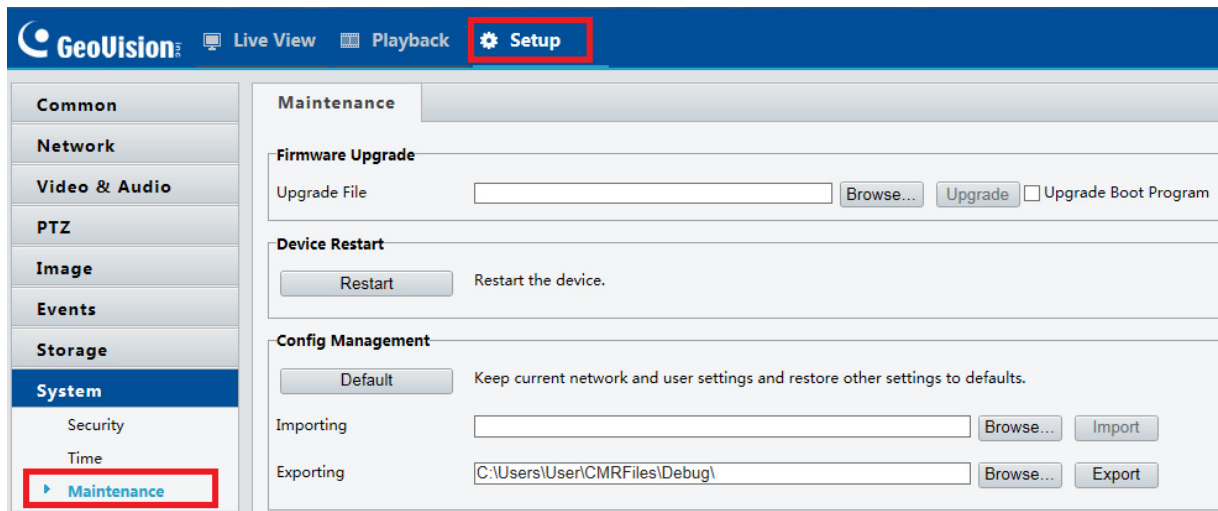 GeoVision Live View Playback Setup
Common
Network
Video & Audio
PTZ
Image
Events
Storage
System
Security
Time
Maintenance
Maintenance
Firmware Upgrade
Upgrade File Browse... Upgrade Upgrade Boot Program
Device Restart
Restart Restart the device.
Config Management
Default Keep current network and user settings and restore other settings to defaults.
Importing Browse... Import
Exporting C:\Users\User\CMRFiles\Debug\ Browse... Export